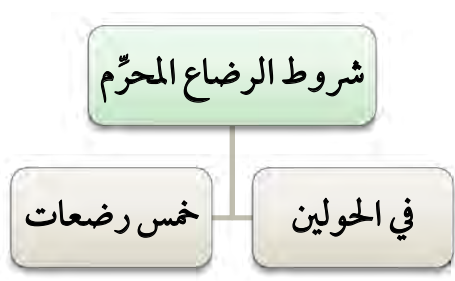 شروط الرضاع المحرِّم
في الحولين
خمس رضعات